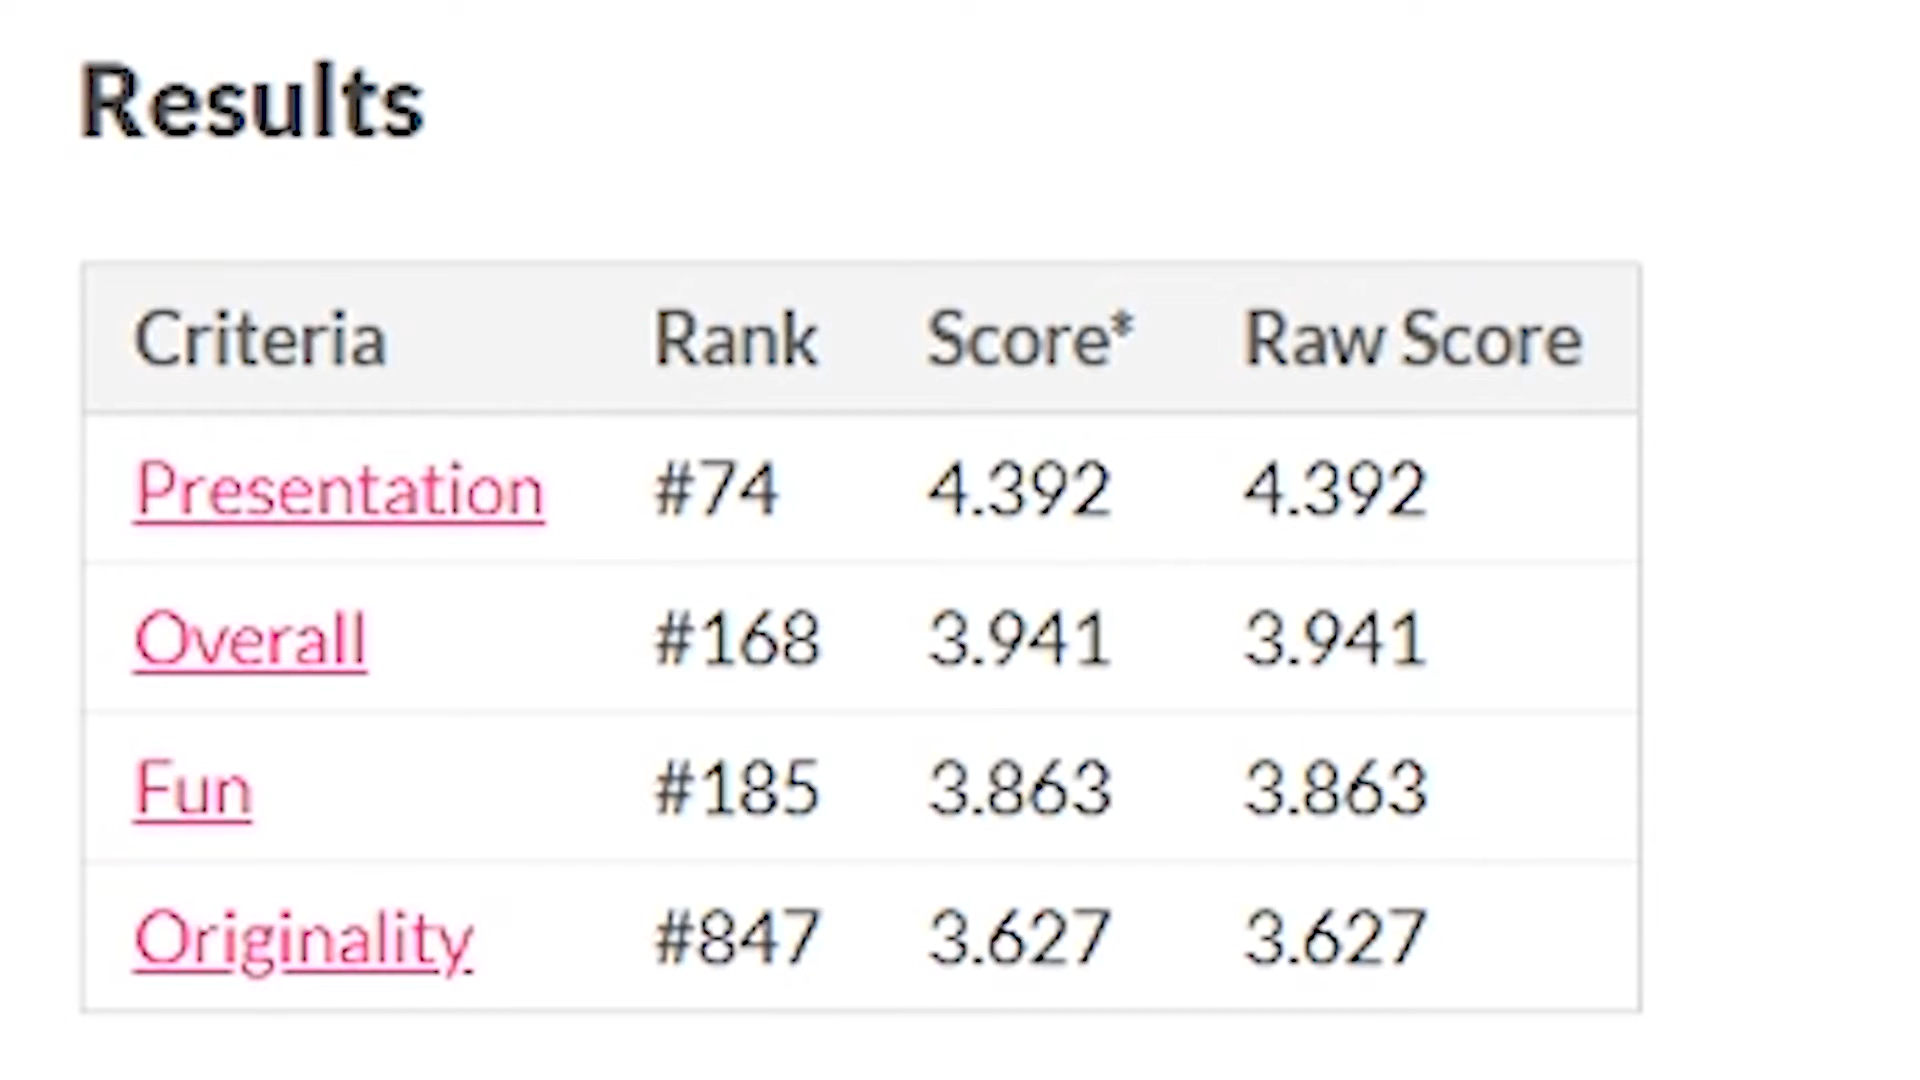 Results
Criteria Rank Score* Raw Score
Presentation #74 4.392 4.392
Overall #168 3.941 3.941
Fun #185 3.863 3.863
Originality #847 3.627 3.627